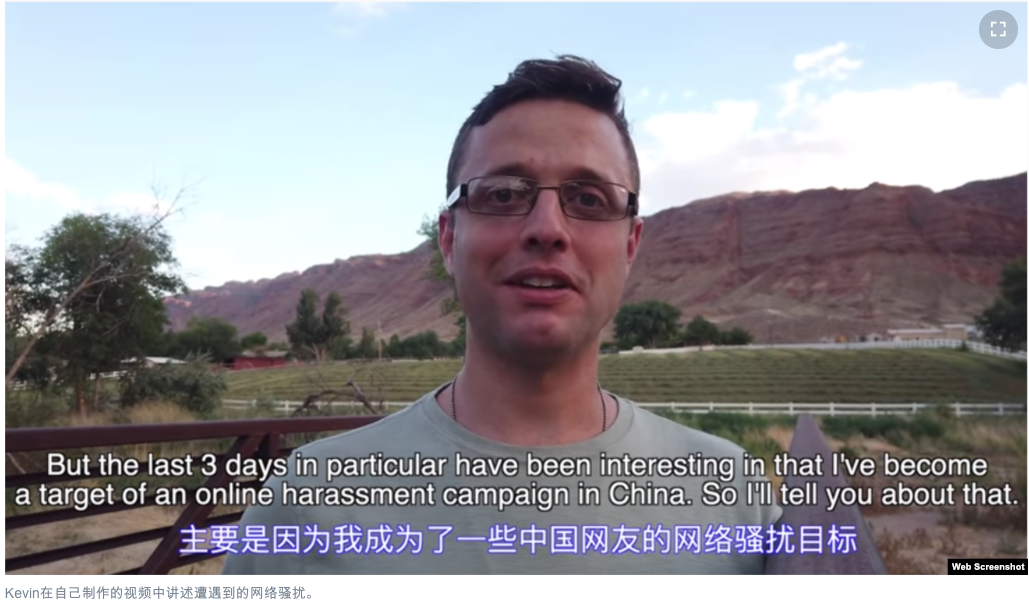 But the last 3 days in particular have been interesting in that I've become
a target of an online harassment campaign in China. So I'll tell you about that.
主要是因为我成为了一些中国网友的网络骚扰目标
Web Screenshot
Kevin在自己制作的视频中讲述遭遇到的网络骚扰。